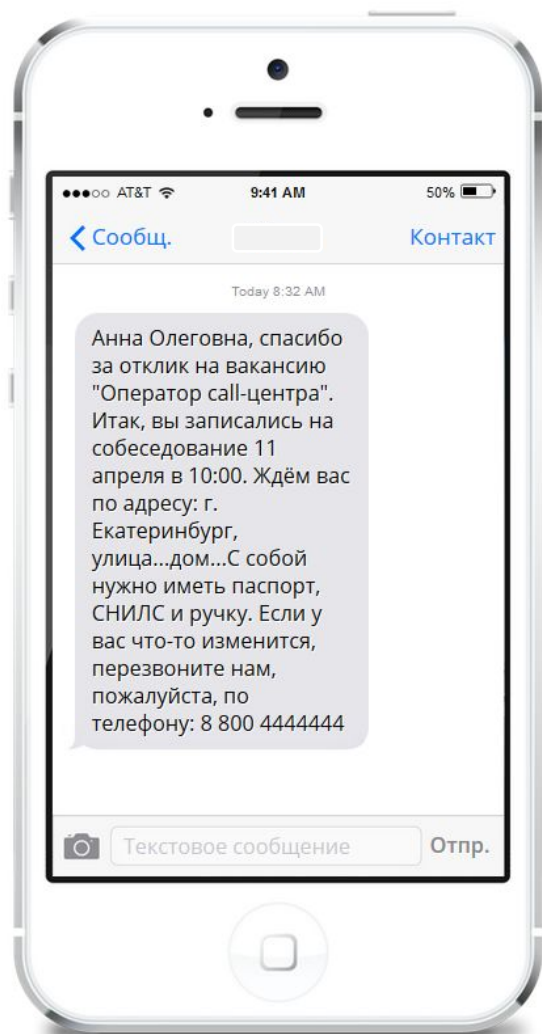 AT&T 9:41 AM 50%
Сообщ. Контакт
Today 8:32 AM
Анна Олеговна, спасибо
за отклик на вакансию
"Оператор call-центра".
Итак, вы записались на
собеседование 11
апреля в 10:00. Ждём вас
по адресу: г.
Екатеринбург,
улица...дом...С собой
нужно иметь паспорт,
СНИЛС и ручку. Если у
вас что-то изменится,
перезвоните нам,
пожалуйста, по
телефону: 8 800 4444444
Текстовое сообщение Отпр.